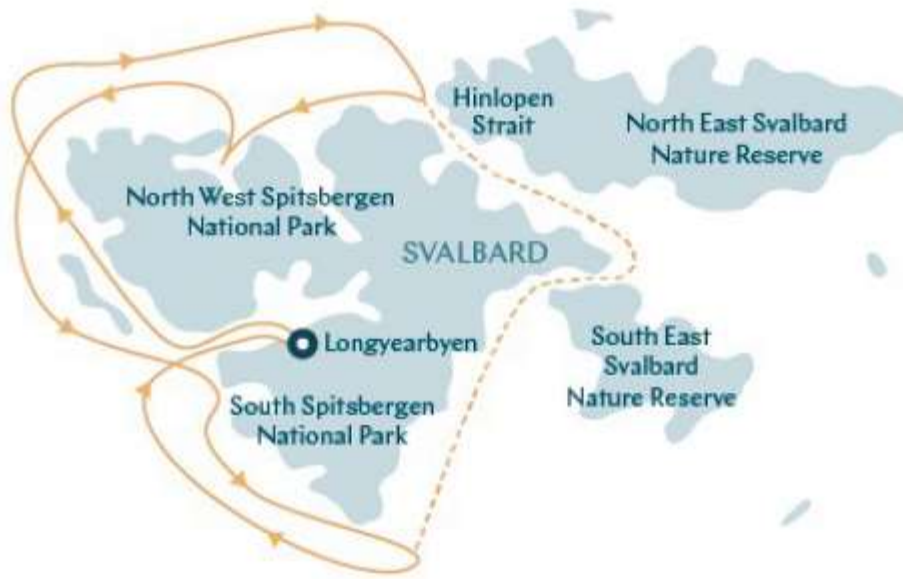 Hinlopen
Strait
North East Svalbard
Nature Reserve
North West Spitsbergen
National Park
SVALBARD
Longyearbyen
South East
Svalbard
Nature Reserve
South Spitsbergen
National Park